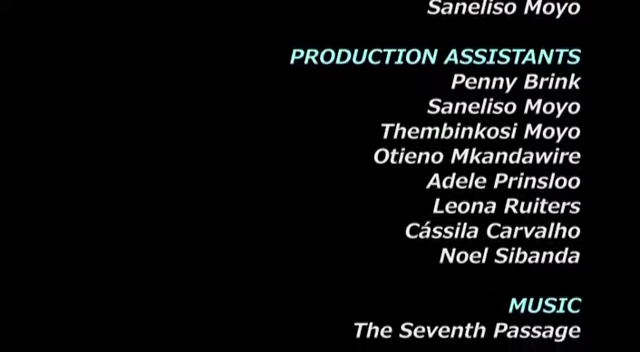 Saneliso Moyo
PRODUCTION ASSISTANTS
Penny Brink
Saneliso Moyo
Thembinkosi Moyo
Otieno Mkandawire
Adele Prinsloo
Leona Ruiters
Cássila Carvalho
Noel Sibanda
MUSIC
The Seventh Passage